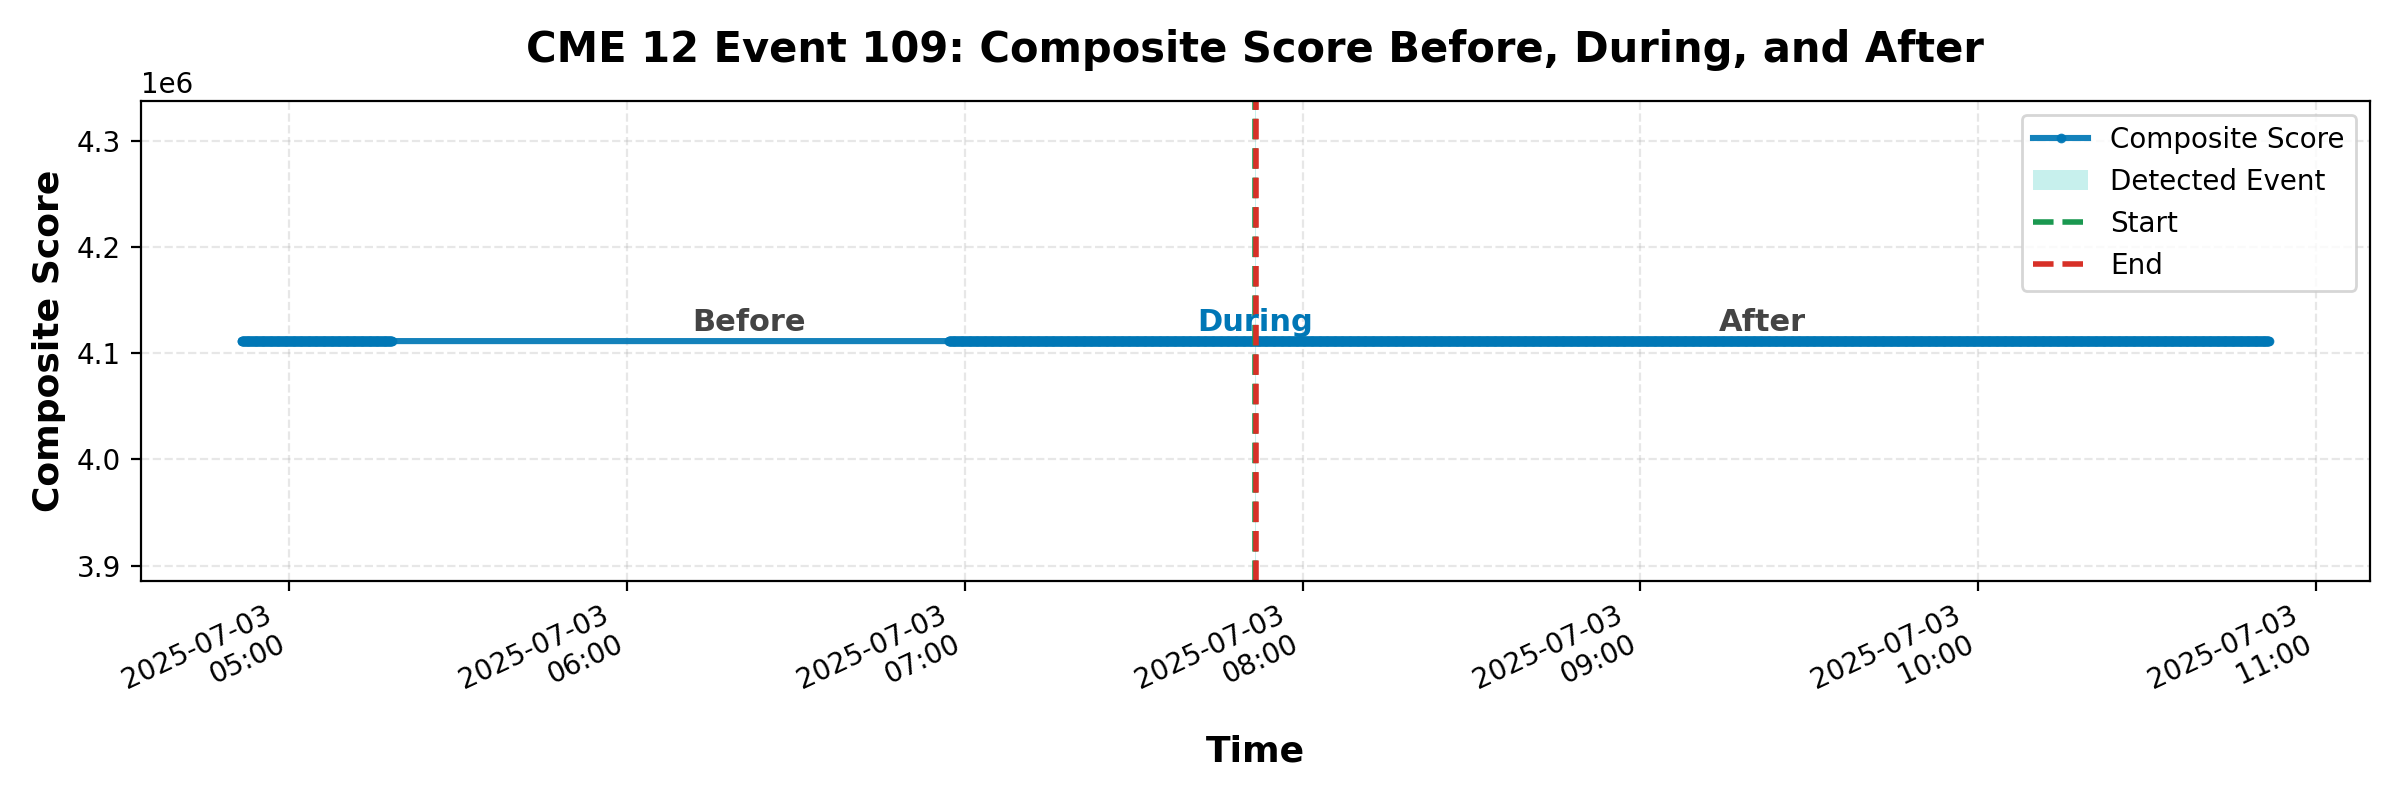 CME 12 Event 109: Composite Score Before, During, and After
1e6
4.3
4.2
4.1
4.0
3.9
Composite Score
Before
During
After
Composite Score
Detected Event
Start
End
2025-07-03
05:00
2025-07-03
06:00
2025-07-03
07:00
2025-07-03
08:00
2025-07-03
09:00
2025-07-03
10:00
2025-07-03
11:00
Time